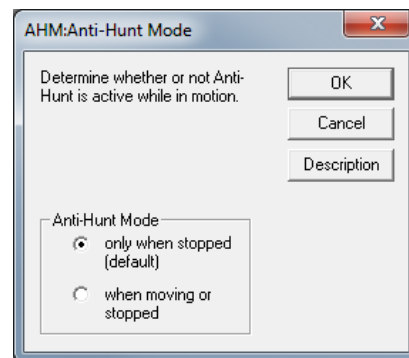 AHM:Anti-Hunt Mode
Determine whether or not Anti-
Hunt is active while in motion.
OK
Cancel
Description
Anti-Hunt Mode
only when stopped
(default)
when moving or
stopped